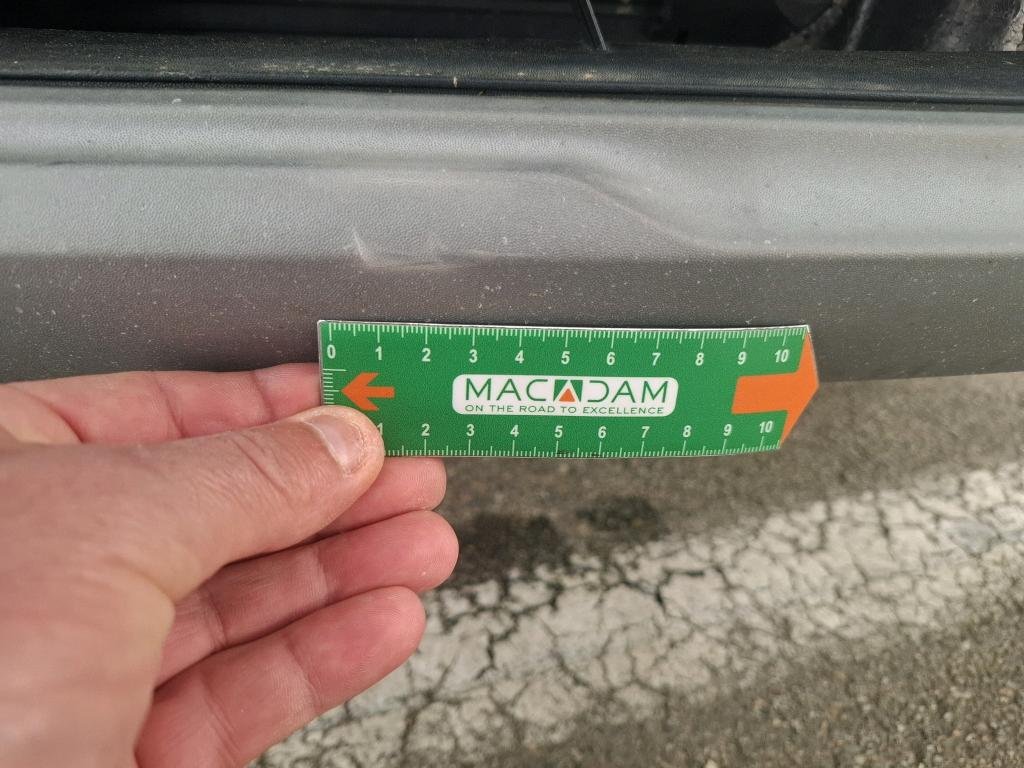 0 1 2 3 4 5 6 7 8 9 10
MACADAM
ON THE ROAD TO EXCELLENCE
1 2 3 4 5 6 7 8 9 10